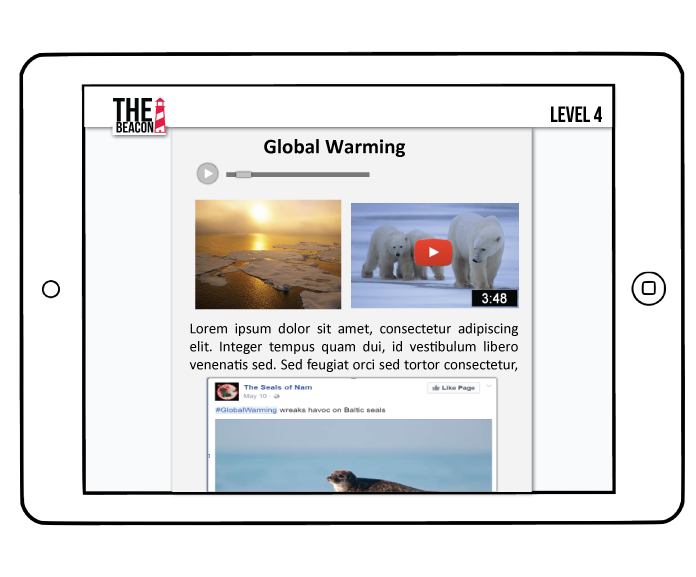 THE
BEACON
LEVEL 4
Global Warming
3:48
Lorem ipsum dolor sit amet, consectetur adipiscing
elit. Integer tempus quam dui, id vestibulum libero
venenatis sed. Sed feugiat orci sed tortor consectetur,
The Seals of Nam
Like Page
May 10
#GlobalWarming wreaks havoc on Baltic seals